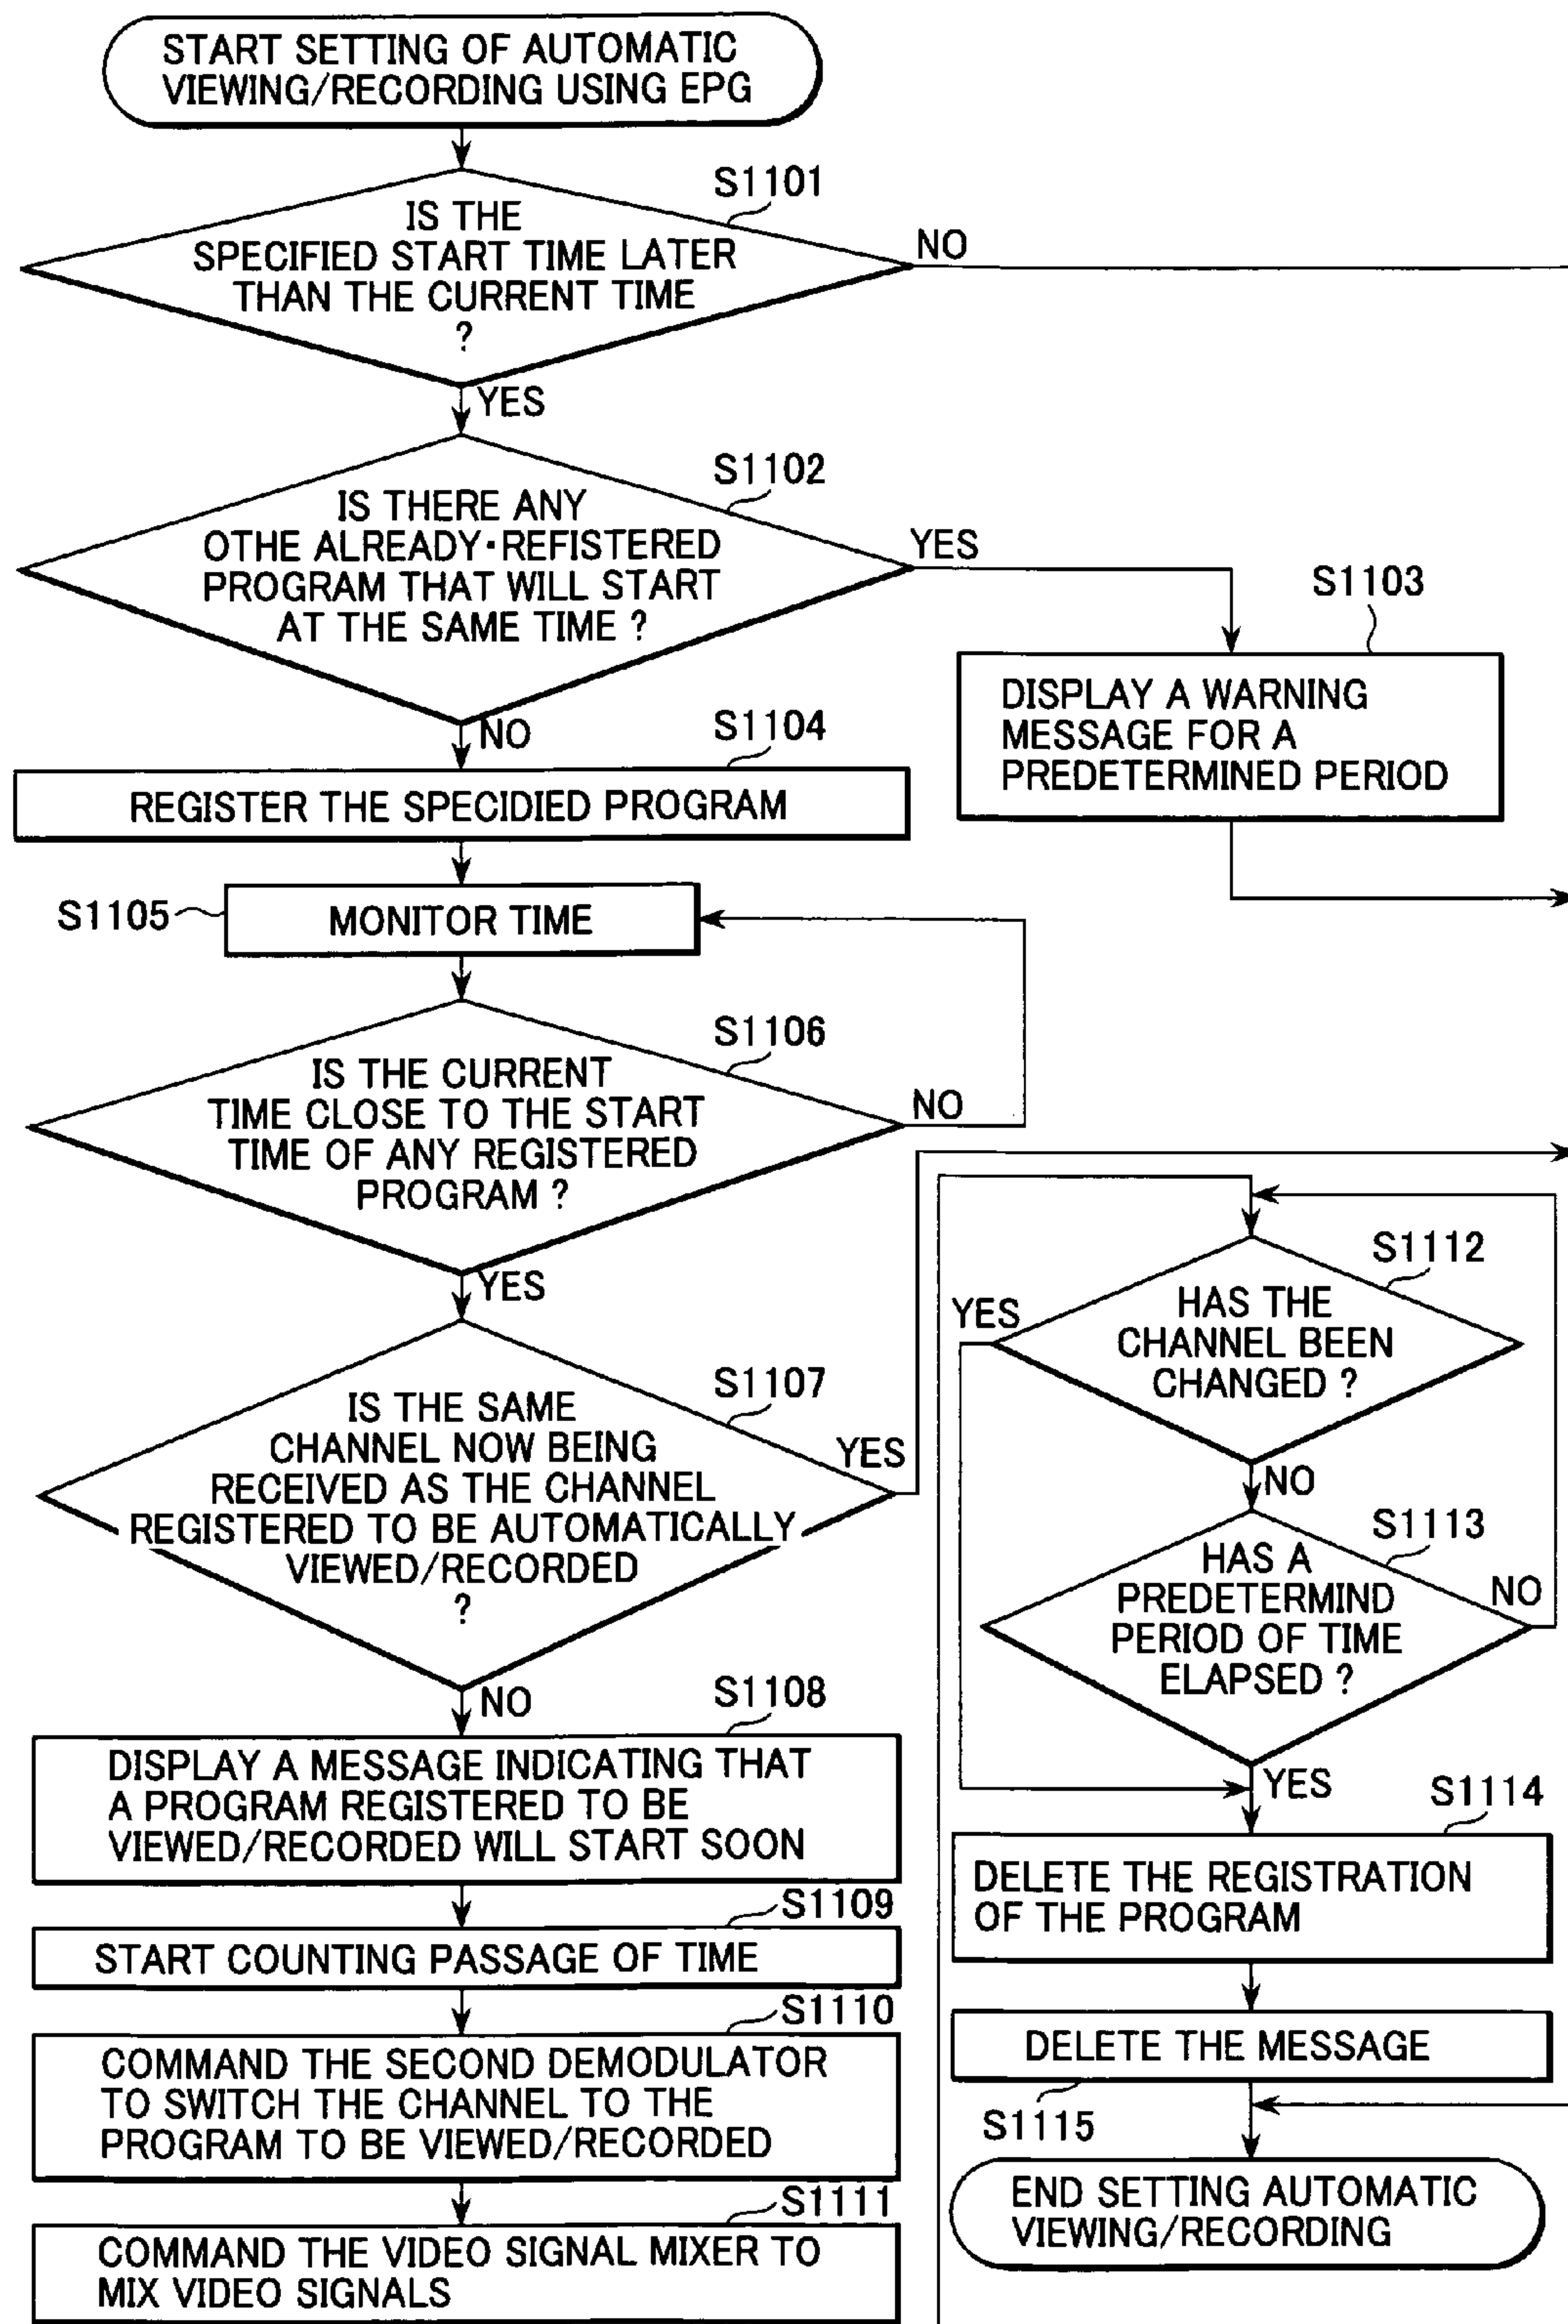 START SETTING OF AUTOMATIC
VIEWING/RECORDING USING EPG
S1101
IS THE
SPECIFIED START TIME LATER
THAN THE CURRENT TIME
?
NO
YES
S1102
IS THERE ANY
OTHE ALREADY·REFISTERED
PROGRAM THAT WILL START
AT THE SAME TIME ?
YES
NO
S1103
DISPLAY A WARNING
MESSAGE FOR A
PREDETERMINED PERIOD
S1104
REGISTER THE SPECIDIED PROGRAM
S1105
MONITOR TIME
S1106
IS THE CURRENT
TIME CLOSE TO THE START
TIME OF ANY REGISTERED
PROGRAM ?
NO
YES
S1107
IS THE SAME
CHANNEL NOW BEING
RECEIVED AS THE CHANNEL
REGISTERED TO BE AUTOMATICALLY
VIEWED/RECORDED
?
YES
NO
S1108
DISPLAY A MESSAGE INDICATING THAT
A PROGRAM REGISTERED TO BE
VIEWED/RECORDED WILL START SOON
S1109
START COUNTING PASSAGE OF TIME
S1110
COMMAND THE SECOND DEMODULATOR
TO SWITCH THE CHANNEL TO THE
PROGRAM TO BE VIEWED/RECORDED
S1111
COMMAND THE VIDEO SIGNAL MIXER TO
MIX VIDEO SIGNALS
S1112
HAS THE
CHANNEL BEEN
CHANGED ?
YES
NO
S1113
HAS A
PREDETERMIND
PERIOD OF TIME
ELAPSED ?
NO
YES
S1114
DELETE THE REGISTRATION
OF THE PROGRAM
DELETE THE MESSAGE
S1115
END SETTING AUTOMATIC
VIEWING/RECORDING